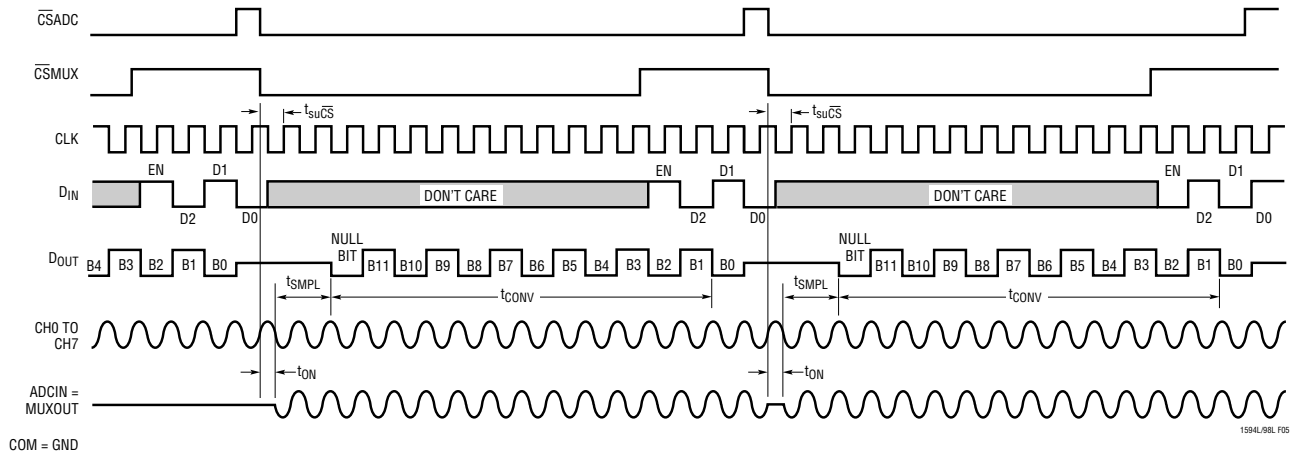 CSADC
CSMUX
tsuCS tsuCS
CLK
EN D1 EN D1 EN D1
DIN DON'T CARE DON'T CARE
D2 D0 D2 D0 D2 D0
NULL BIT NULL BIT
DOUT B4 B3 B2 B1 B0 B11 B10 B9 B8 B7 B6 B5 B4 B3 B2 B1 B0 B11 B10 B9 B8 B7 B6 B5 B4 B3 B2 B1 B0
tSMPL tCONV tSMPL tCONV
CH0 TO
CH7
tON tON
ADCIN =
MUXOUT
1594L/98L F05
COM = GND